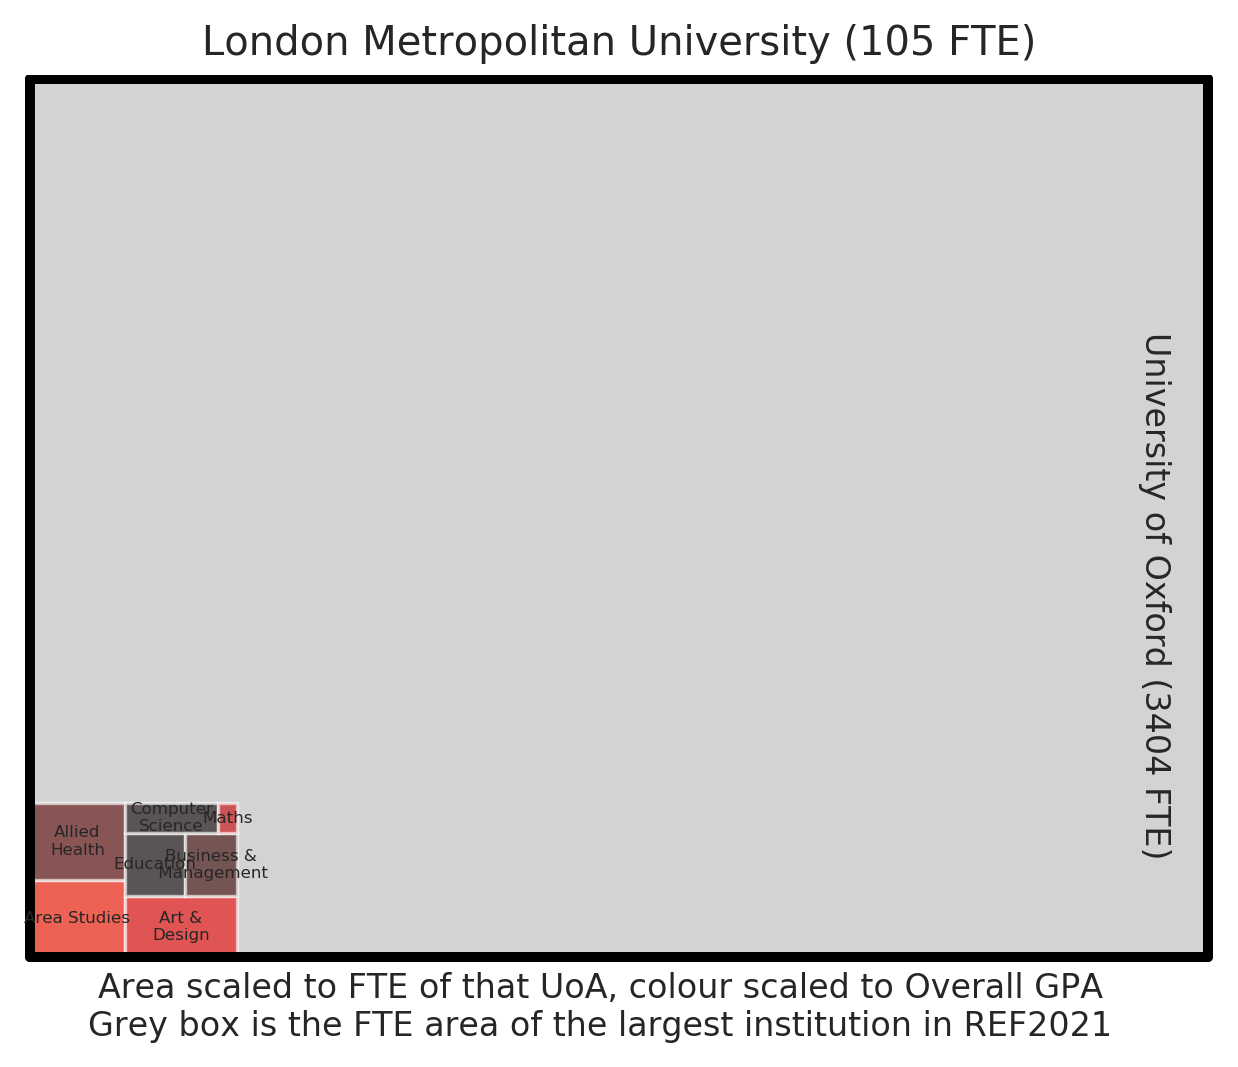 London Metropolitan University (105 FTE)
University of Oxford (3404 FTE)
Computer
Science
Maths
Allied
Health
Education
Business &
Management
Area Studies
Art &
Design
Area scaled to FTE of that UoA, colour scaled to Overall GPA
Grey box is the FTE area of the largest institution in REF2021